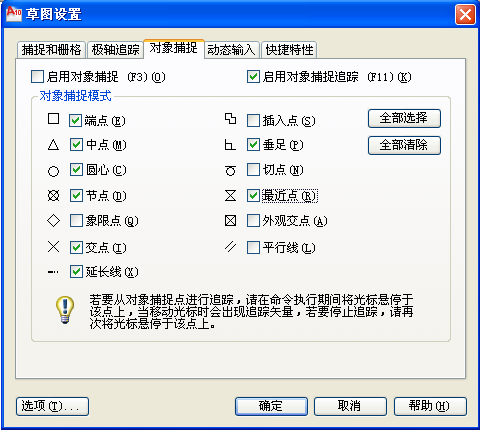 草图设置
捕捉和栅格 极轴追踪 对象捕捉 动态输入 快捷特性
启用对象捕捉 (F3)(O) 启用对象捕捉追踪 (F11)(K)
对象捕捉模式
端点(E) 插入点(S) 全部选择
中点(M) 垂足(P) 全部清除
圆心(C) 切点(N)
节点(D) 最近点(R)
象限点(Q) 外观交点(A)
交点(I) 平行线(L)
延长线(X)
若要从对象捕捉点进行追踪，请在命令执行期间将光标悬停于
该点上，当移动光标时会出现追踪矢量，若要停止追踪，请再
次将光标悬停于该点上。
选项(T)... 确定 取消 帮助(H)